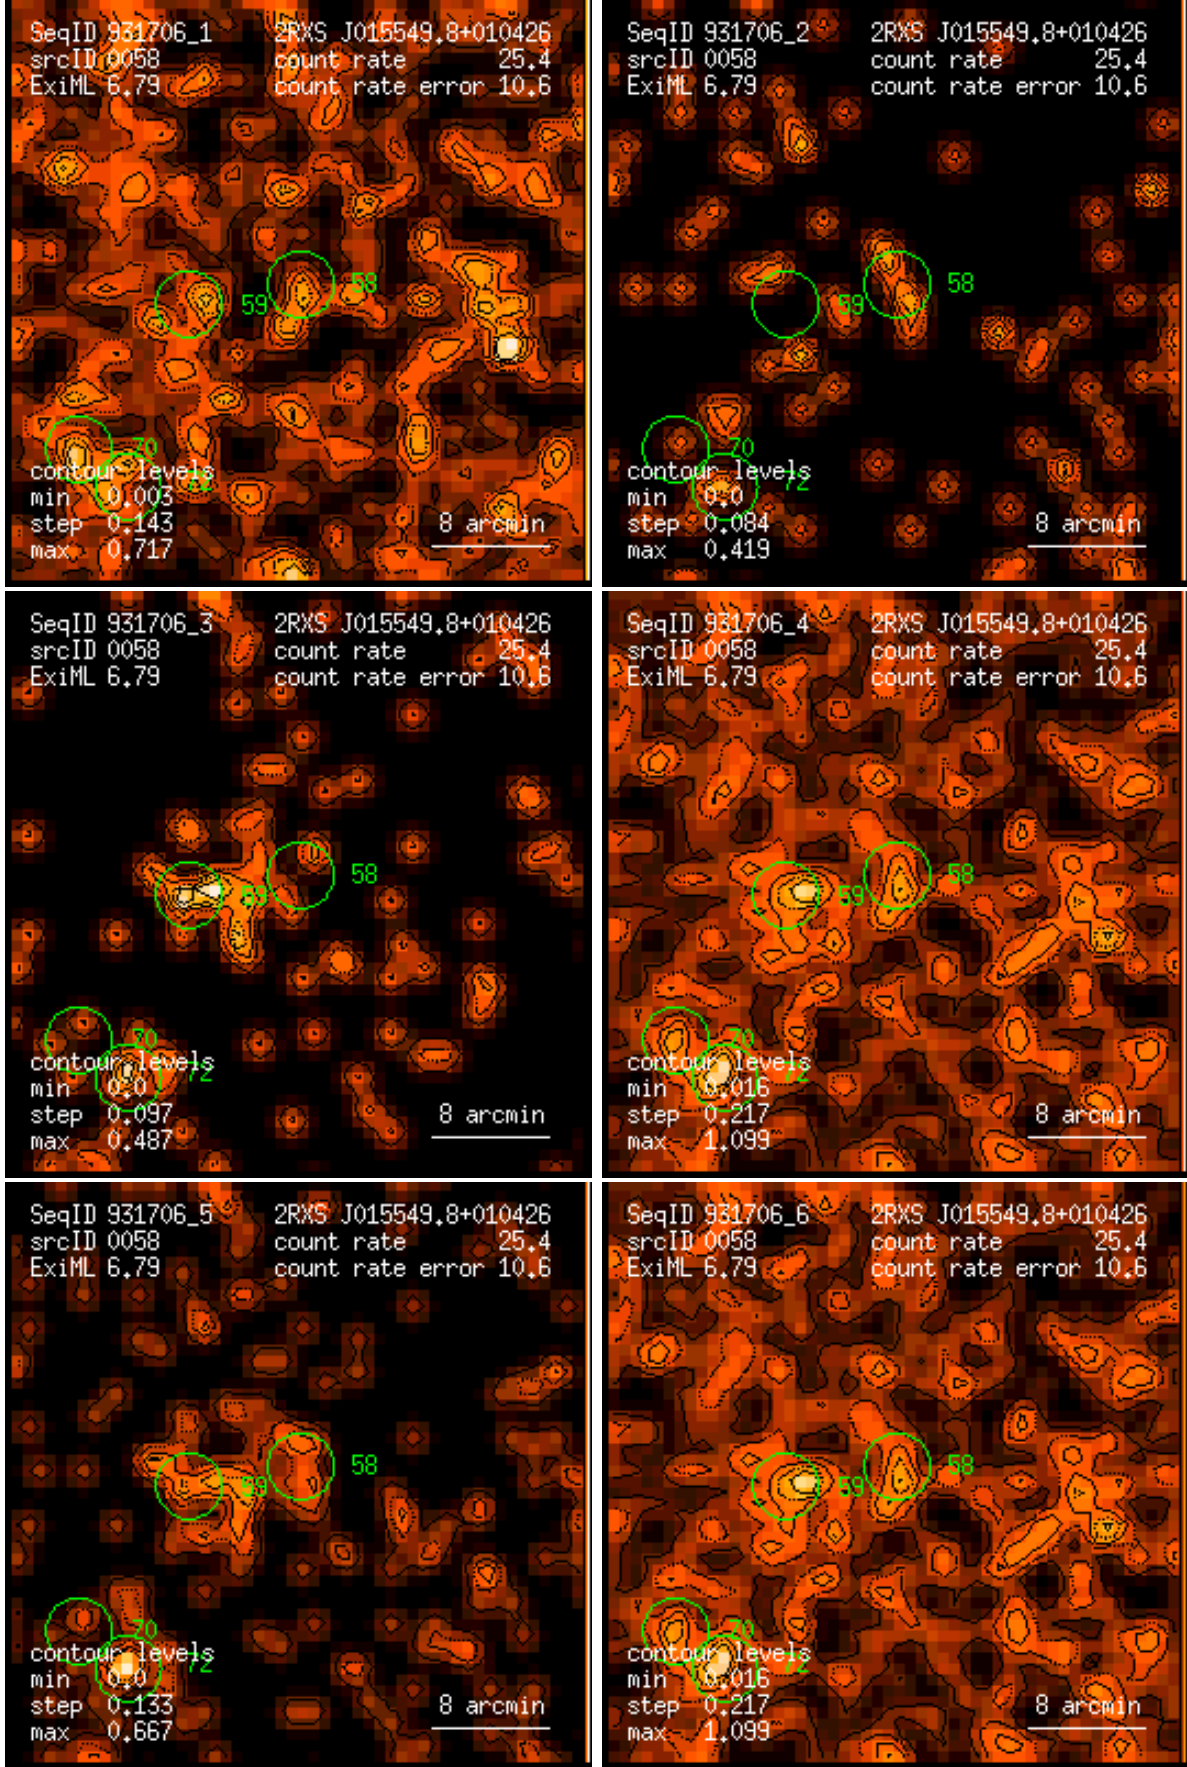 SeqID 931706_1 2RXS J015549.8+010426
srcID 0058 count rate 25.4
ExiML 6.79 count rate error 10.6
58
59
70
contour levels
72
min 0.003
step 0.143
max 0.717
8 arcmin
SeqID 931706_2 2RXS J015549.8+010426
srcID 0058 count rate 25.4
ExiML 6.79 count rate error 10.6
58
59
70
contour levels
72
min 0.0
step 0.084
max 0.419
8 arcmin
SeqID 931706_3 2RXS J015549.8+010426
srcID 0058 count rate 25.4
ExiML 6.79 count rate error 10.6
58
59
70
contour levels
72
min 0.0
step 0.097
max 0.487
8 arcmin
SeqID 931706_4 2RXS J015549.8+010426
srcID 0058 count rate 25.4
ExiML 6.79 count rate error 10.6
58
59
70
contour levels
72
min 0.016
step 0.217
max 1.099
8 arcmin
SeqID 931706_5 2RXS J015549.8+010426
srcID 0058 count rate 25.4
ExiML 6.79 count rate error 10.6
58
59
70
contour levels
72
min 0.0
step 0.133
max 0.667
8 arcmin
SeqID 931706_6 2RXS J015549.8+010426
srcID 0058 count rate 25.4
ExiML 6.79 count rate error 10.6
58
59
70
contour levels
72
min 0.016
step 0.217
max 1.099
8 arcmin